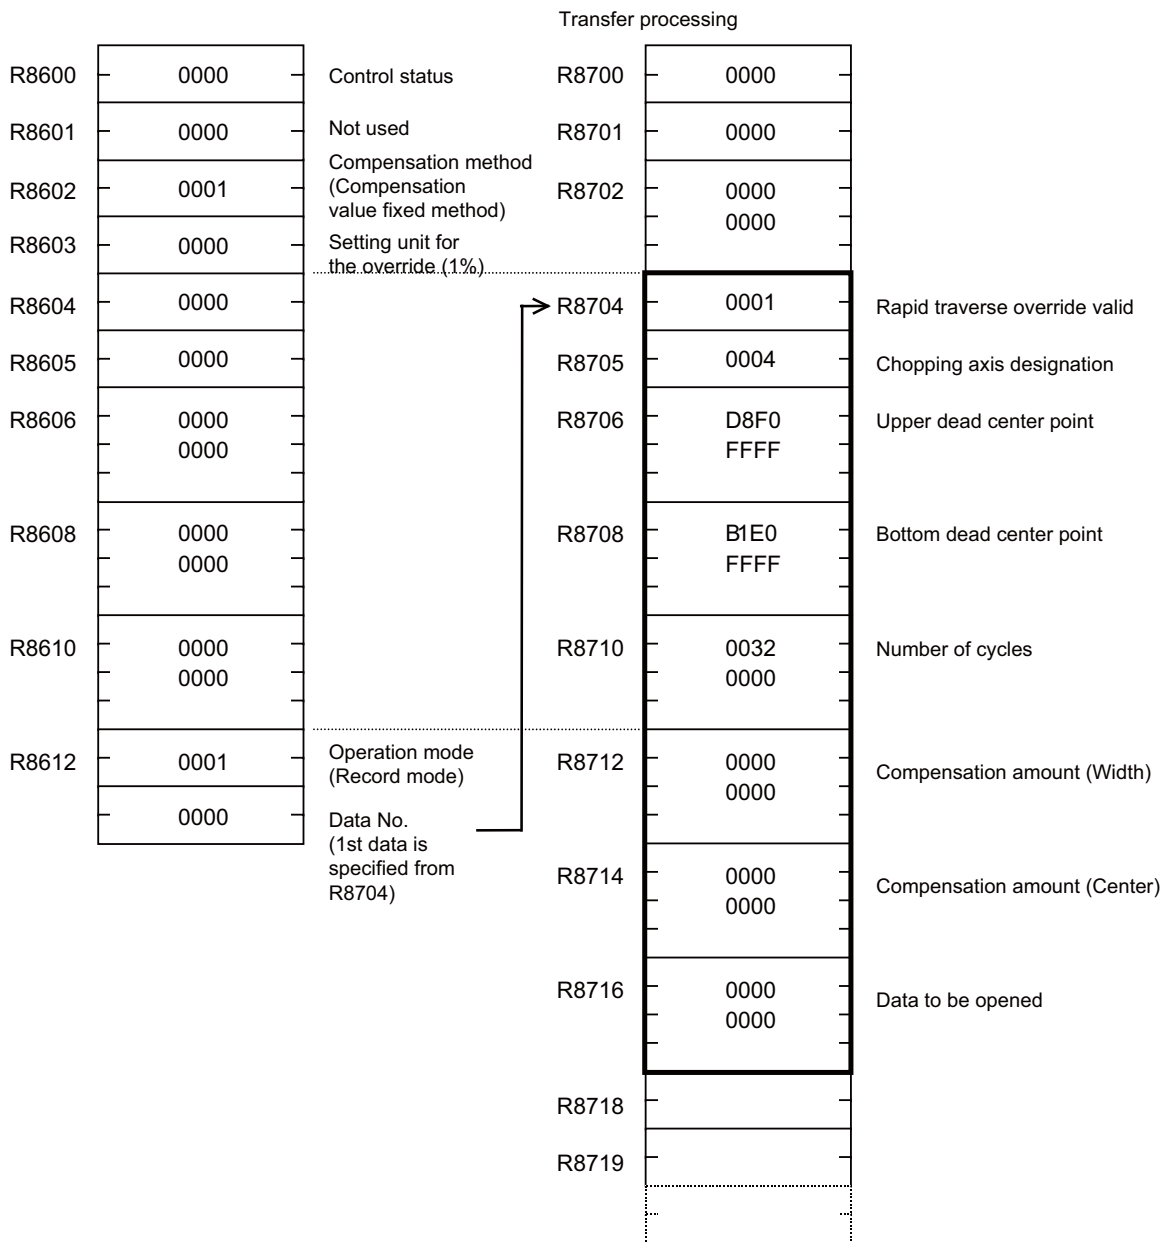 Transfer processing
R8600 0000 Control status R8700 0000
R8601 0000 Not used R8701 0000
R8602 0001 Compensation method
(Compensation
value fixed method) R8702 0000
0000
R8603 0000 Setting unit for
the override (1%)
R8604 0000 R8704 0001 Rapid traverse override valid
R8605 0000 R8705 0004 Chopping axis designation
R8606 0000 R8706 D8F0 Upper dead center point
0000 FFFF
R8608 0000 R8708 B1E0 Bottom dead center point
0000 FFFF
R8610 0000 R8710 0032 Number of cycles
0000 0000
R8612 0001 Operation mode
(Record mode) R8712 0000
0000 Compensation amount (Width)
0000 Data No.
(1st data is
specified from
R8704)
R8714 0000
0000 Compensation amount (Center)
R8716 0000
0000 Data to be opened
R8718
R8719